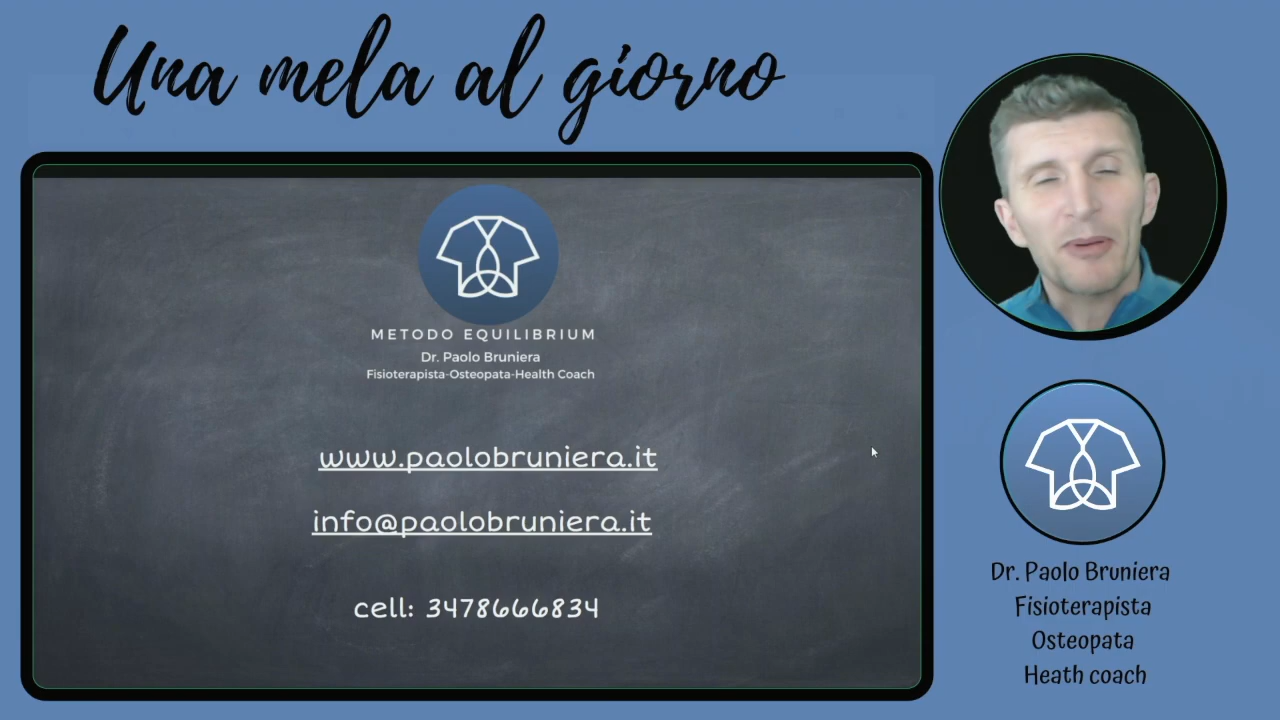 Una mela al giorno
METODO EQUILIBRIUM
Dr. Paolo Bruniera
Fisioterapista-Osteopata-Health Coach
www.paolobruniera.it
info@paolobruniera.it
cell: 3478666834
Dr. Paolo Bruniera
Fisioterapista
Osteopata
Heath coach